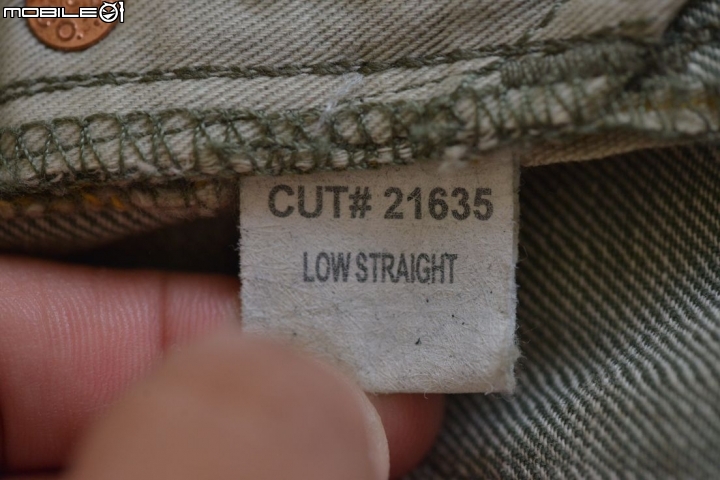 MOBILE01
CUT# 21635
LOW STRAIGHT